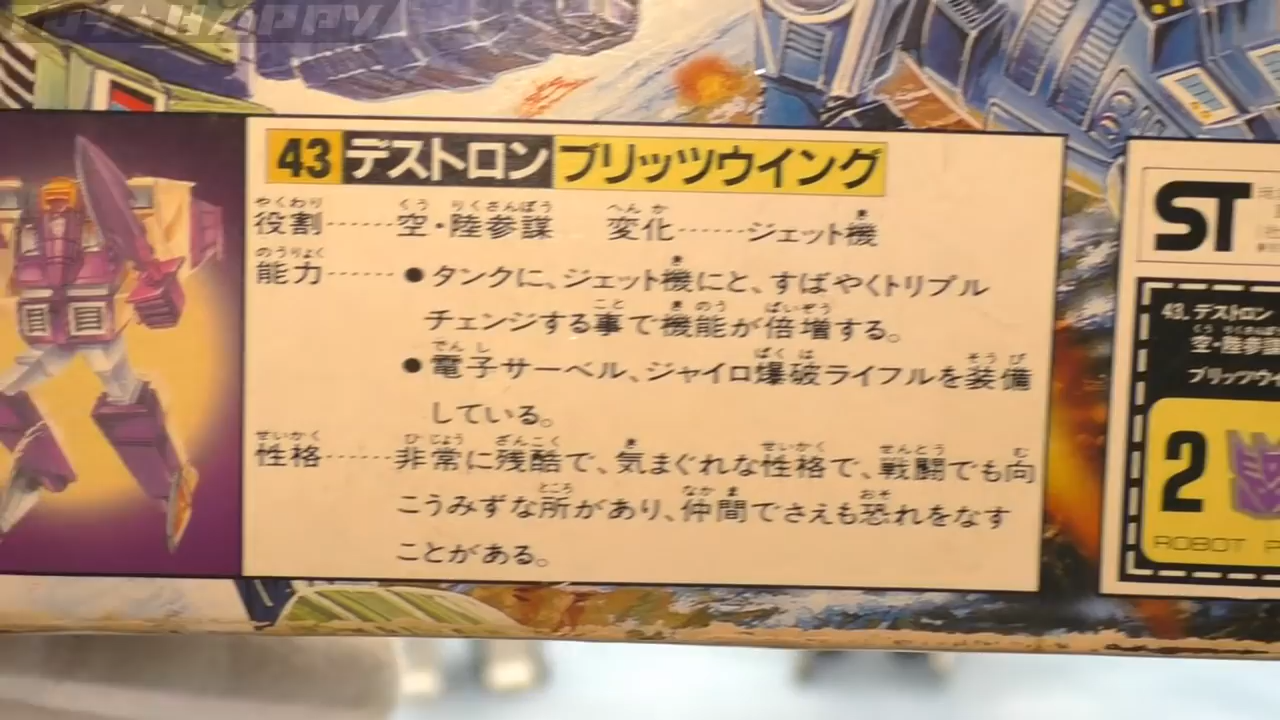 43 デストロン ブリッツウイング
役割……空・陸参謀 変化……ジェット機
能力……●タンクに、ジェット機にと、すばやくトリプル
チェンジする事で機能が倍増する。
●電子サーベル、ジャイロ爆破ライフルを装備
している。
性格……非常に残酷で、気まぐれな性格で、戦闘でも向
こうみずな所があり、仲間でさえも恐れをなす
ことがある。
ST
43.デストロン
空・陸参謀
ブリッツウイ
2
ROBOT P